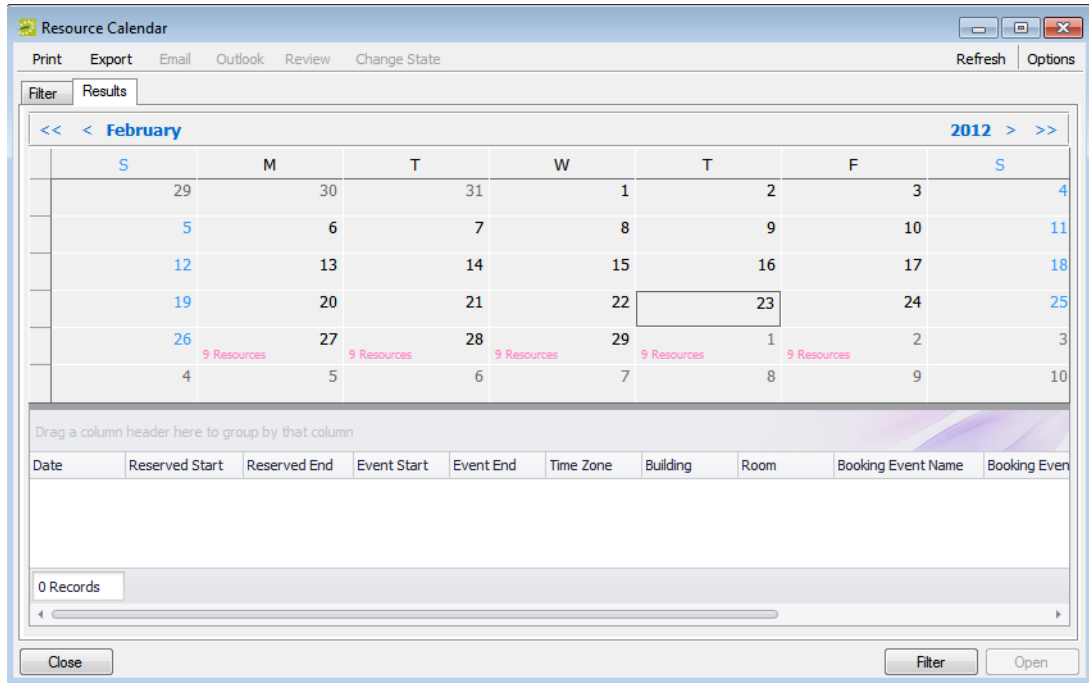 Resource Calendar
Print Export Email Outlook Review Change State Refresh Options
Filter Results
<< < February 2012 > >>
S M T W T F S
29 30 31 1 2 3 4
5 6 7 8 9 10 11
12 13 14 15 16 17 18
19 20 21 22 23 24 25
26 27 28 29 1 2 3
9 Resources 9 Resources 9 Resources 9 Resources 9 Resources
4 5 6 7 8 9 10
Drag a column header here to group by that column
Date Reserved Start Reserved End Event Start Event End Time Zone Building Room Booking Event Name Booking Even
0 Records
Close Filter Open